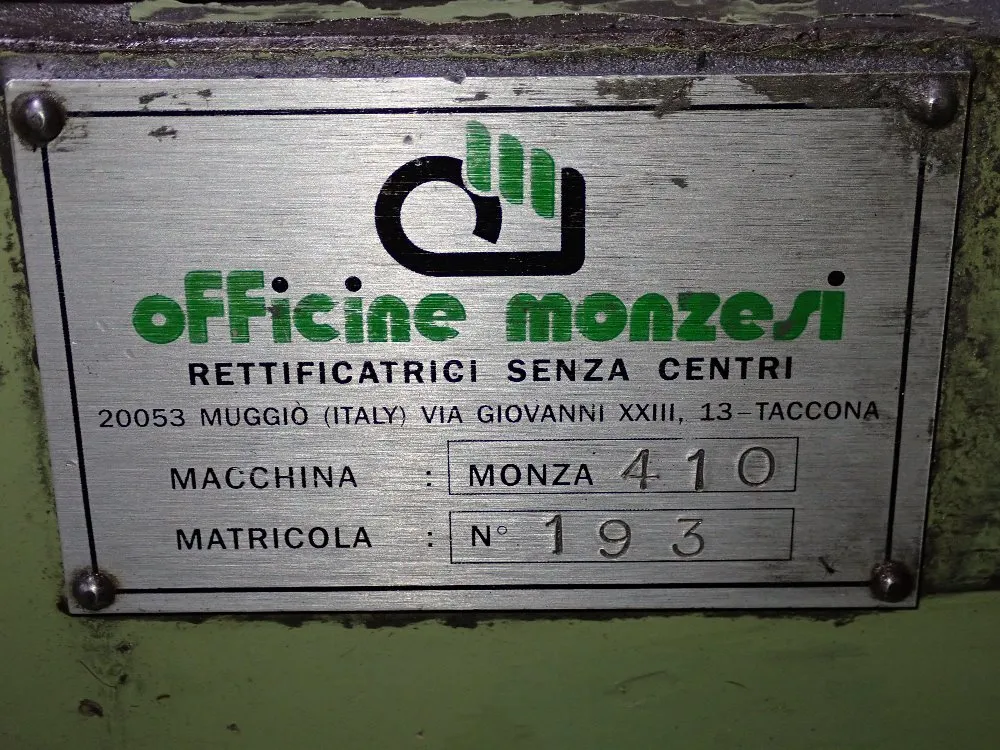 officine monzesi
RETTIFICATRICI SENZA CENTRI
20053 MUGGIÒ (ITALY) VIA GIOVANNI XXIII, 13-TACCONA
MACCHINA : MONZA 410
MATRICOLA : N° 193